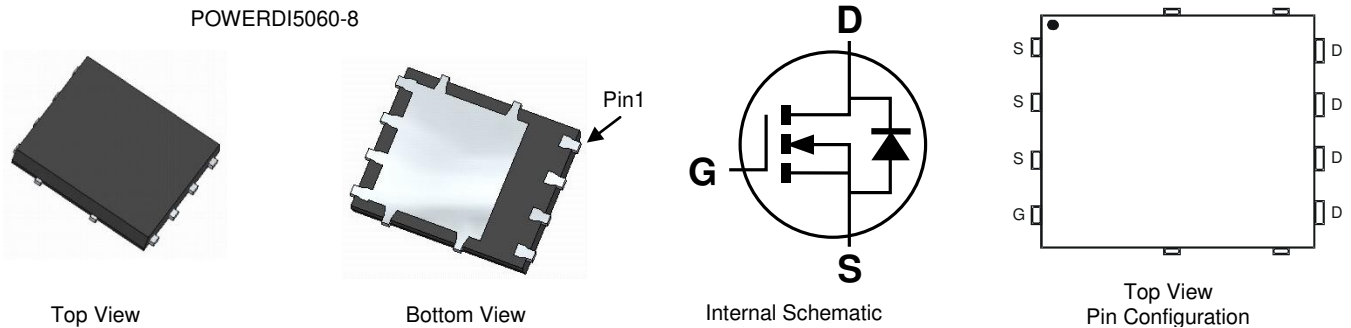 POWERDI5060-8
Pin1
D
G
S
S
D
S
D
S
D
G
D
Top View
Bottom View
Internal Schematic
Top View
Pin Configuration